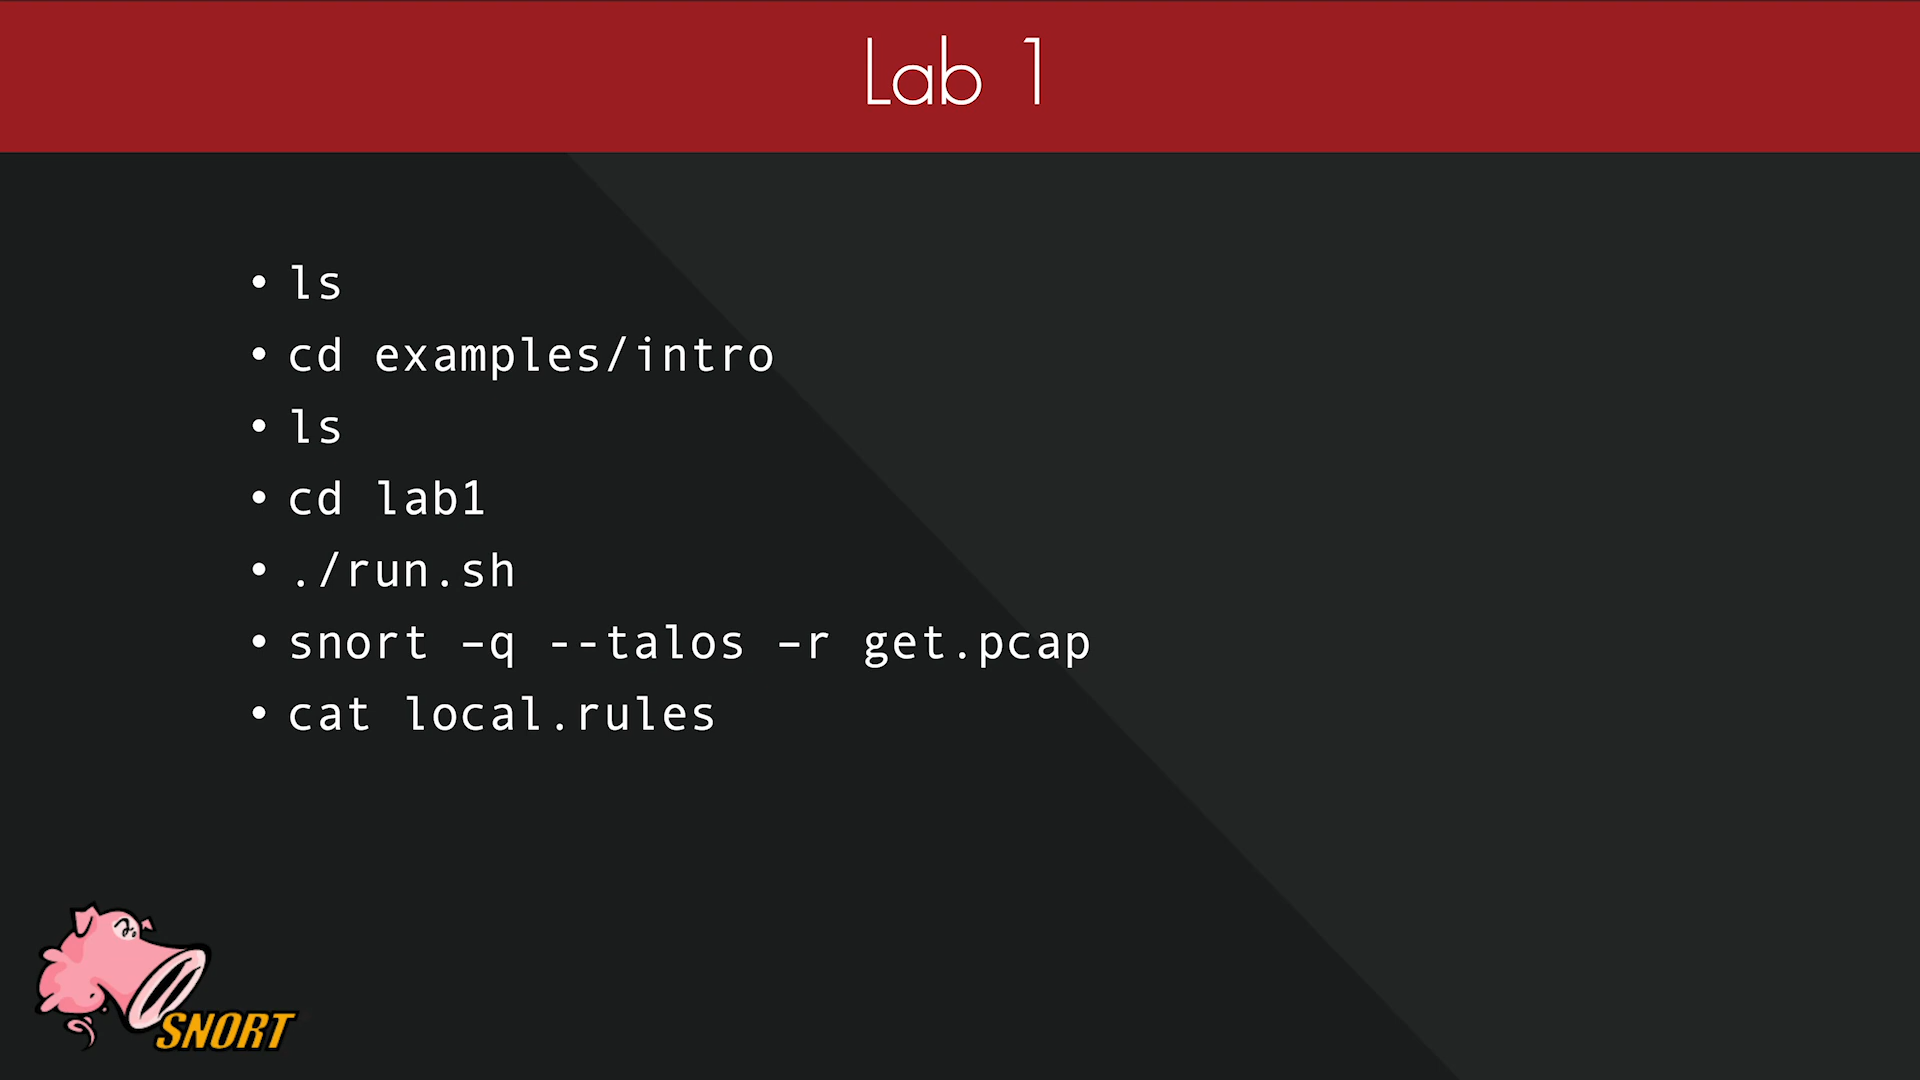 Lab 1
• ls
• cd examples/intro
• ls
• cd lab1
• ./run.sh
• snort –q --talos –r get.pcap
• cat local.rules
SNORT